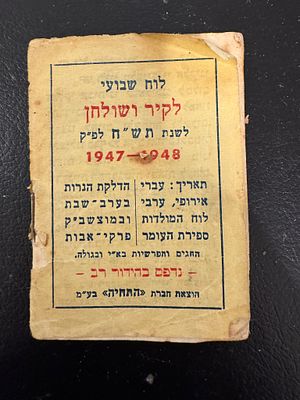 לוח שבועי
לקיר ושולחן
לשנת תש"ח לפ"ק
1947–1948
תאריך: עברי
אירופי, ערבי
לוח המולדות
ספירת העומר
הדלקת הנרות
בערב־שבת
ובמוצשב"ק
פרקי־אבות
החגים והפרשיות בא"י ובגולה.
– נדפס בהידור רב –
הוצאת חברת «התחיה» בע"מ